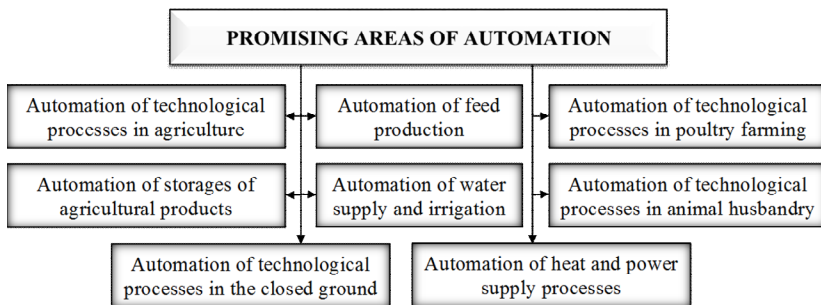 PROMISING AREAS OF AUTOMATION
Automation of technological
processes in agriculture
Automation of feed
production
Automation of technological
processes in poultry farming
Automation of storages of
agricultural products
Automation of water
supply and irrigation
Automation of technological
processes in animal husbandry
Automation of technological
processes in the closed ground
Automation of heat and power
supply processes